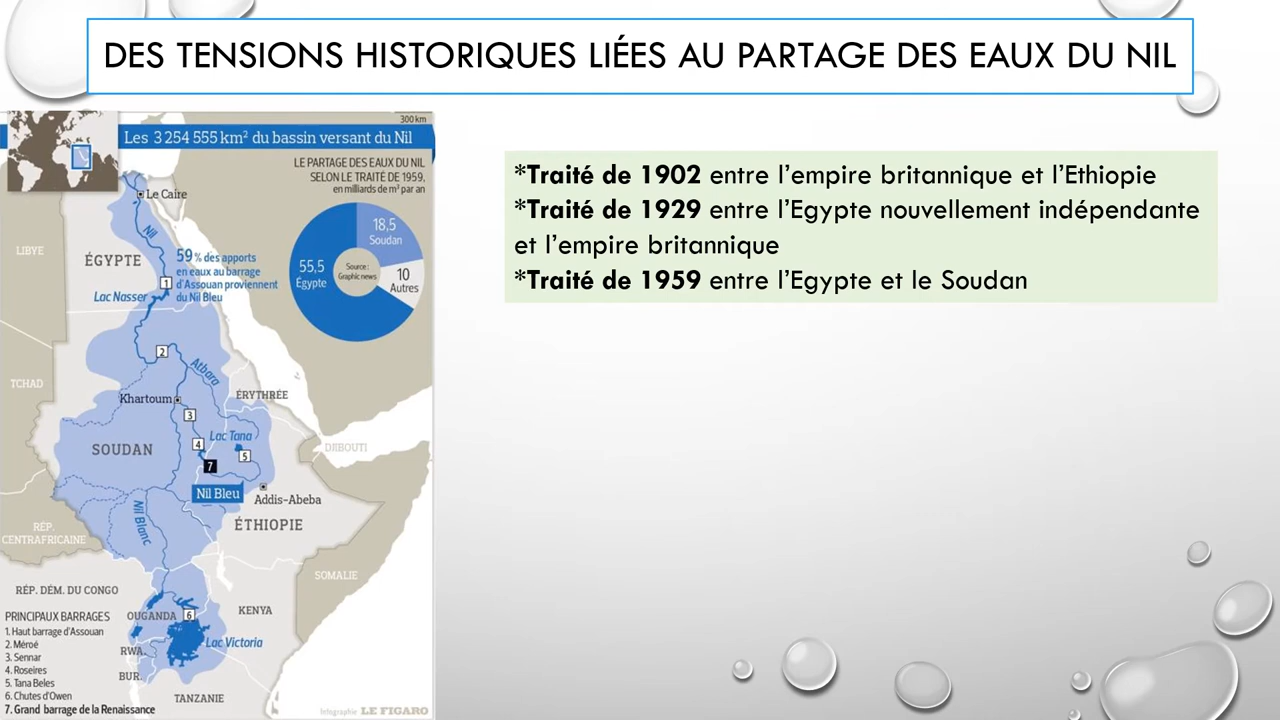 DES TENSIONS HISTORIQUES LIÉES AU PARTAGE DES EAUX DU NIL
300 km
Les 3 254 555 km² du bassin versant du Nil
LE PARTAGE DES EAUX DU NIL
SELON LE TRAITÉ DE 1959,
en milliards de m³ par an
18,5
Soudan
55,5
Égypte
Source :
Graphic news
10
Autres
Le Caire
Nil
LIBYE
ÉGYPTE
59 % des apports
en eaux au barrage
d'Assouan proviennent
du Nil Bleu
1
Lac Nasser
2
Atbara
TCHAD
Khartoum
ÉRYTHRÉE
3
SOUDAN
4
Lac Tana
5
DJIBOUTI
7
Nil Bleu
Addis-Abeba
Nil Blanc
ÉTHIOPIE
RÉP.
CENTRAFRICAINE
SOMALIE
RÉP. DÉM. DU CONGO
OUGANDA
6
KENYA
Lac Victoria
RWA.
BUR.
TANZANIE
PRINCIPAUX BARRAGES
1. Haut barrage d'Assouan
2. Méroé
3. Sennar
4. Roseires
5. Tana Beles
6. Chutes d'Owen
7. Grand barrage de la Renaissance
Infographie LE FIGARO
*Traité de 1902 entre l’empire britannique et l’Ethiopie
*Traité de 1929 entre l’Egypte nouvellement indépendante
et l’empire britannique
*Traité de 1959 entre l’Egypte et le Soudan